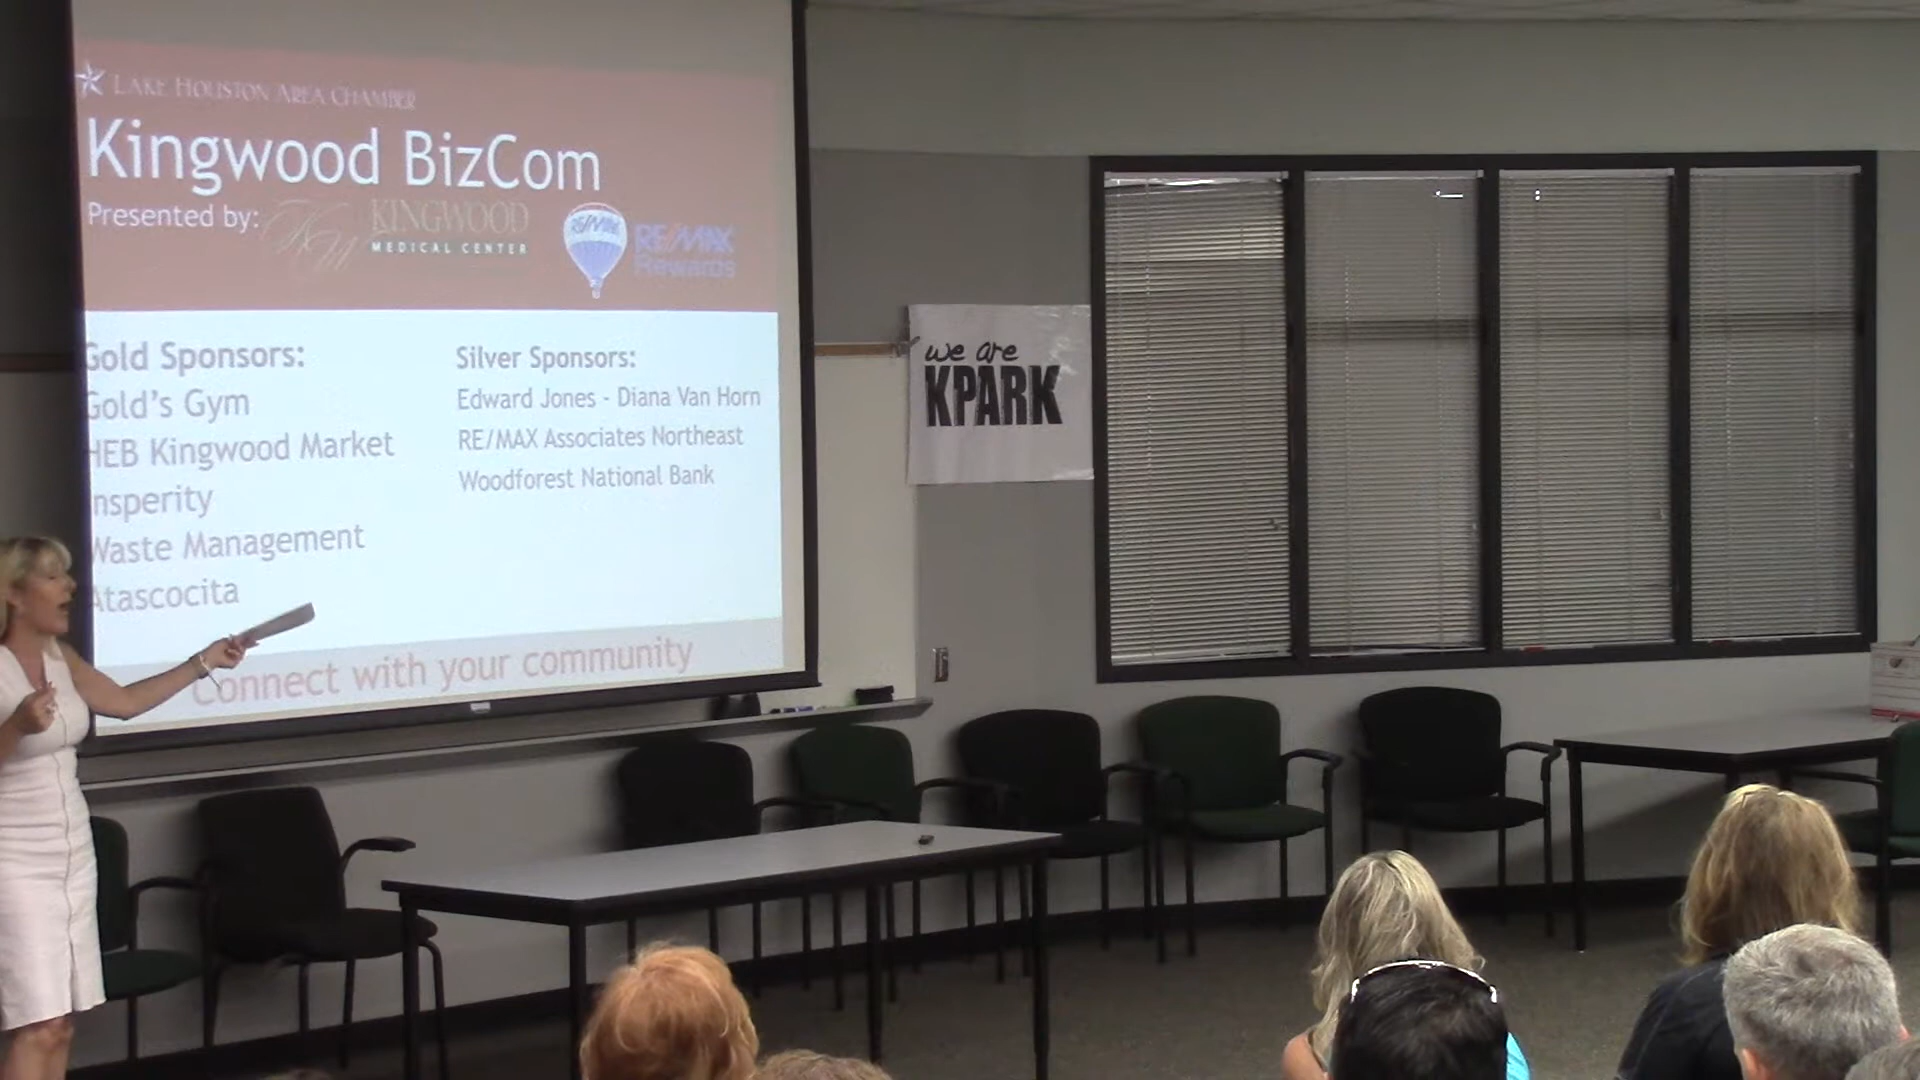 LAKE HOUSTON AREA CHAMBER
Kingwood BizCom
Presented by:
KINGWOOD
MEDICAL CENTER
RE/MAX
RE/MAX
Rewards
Gold Sponsors:
Gold's Gym
HEB Kingwood Market
Insperity
Waste Management
Atascocita
Silver Sponsors:
Edward Jones - Diana Van Horn
RE/MAX Associates Northeast
Woodforest National Bank
Connect with your community
we are
KPARK